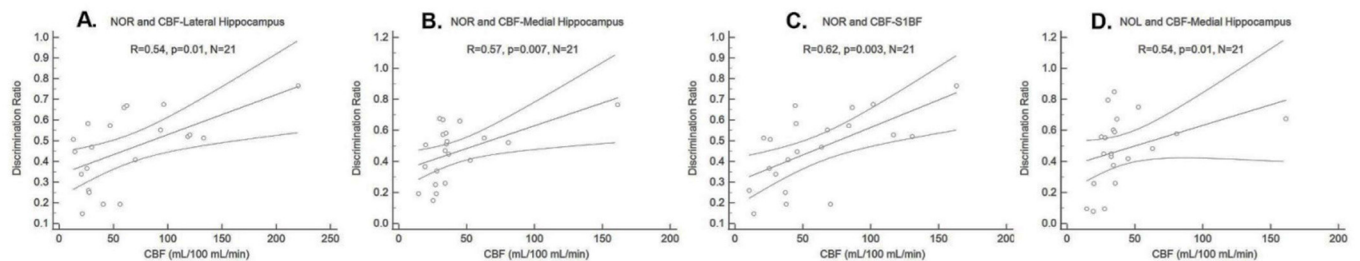 A. NOR and CBF-Lateral Hippocampus
R=0.54, p=0.01, N=21
Discrimination Ratio
1.0
0.9
0.8
0.7
0.6
0.5
0.4
0.3
0.2
0.1
0 50 100 150 200 250
CBF (mL/100 mL/min)
B. NOR and CBF-Medial Hippocampus
R=0.57, p=0.007, N=21
Discrimination Ratio
1.2
1.0
0.8
0.6
0.4
0.2
0.0
0 50 100 150 200
CBF (mL/100 mL/min)
C. NOR and CBF-S1BF
R=0.62, p=0.003, N=21
Discrimination Ratio
1.0
0.9
0.8
0.7
0.6
0.5
0.4
0.3
0.2
0.1
0 50 100 150 200
CBF (mL/100 mL/min)
D. NOL and CBF-Medial Hippocampus
R=0.54, p=0.01, N=21
Discrimination Ratio
1.2
1.0
0.8
0.6
0.4
0.2
0.0
0 50 100 150 200
CBF (mL/100 mL/min)